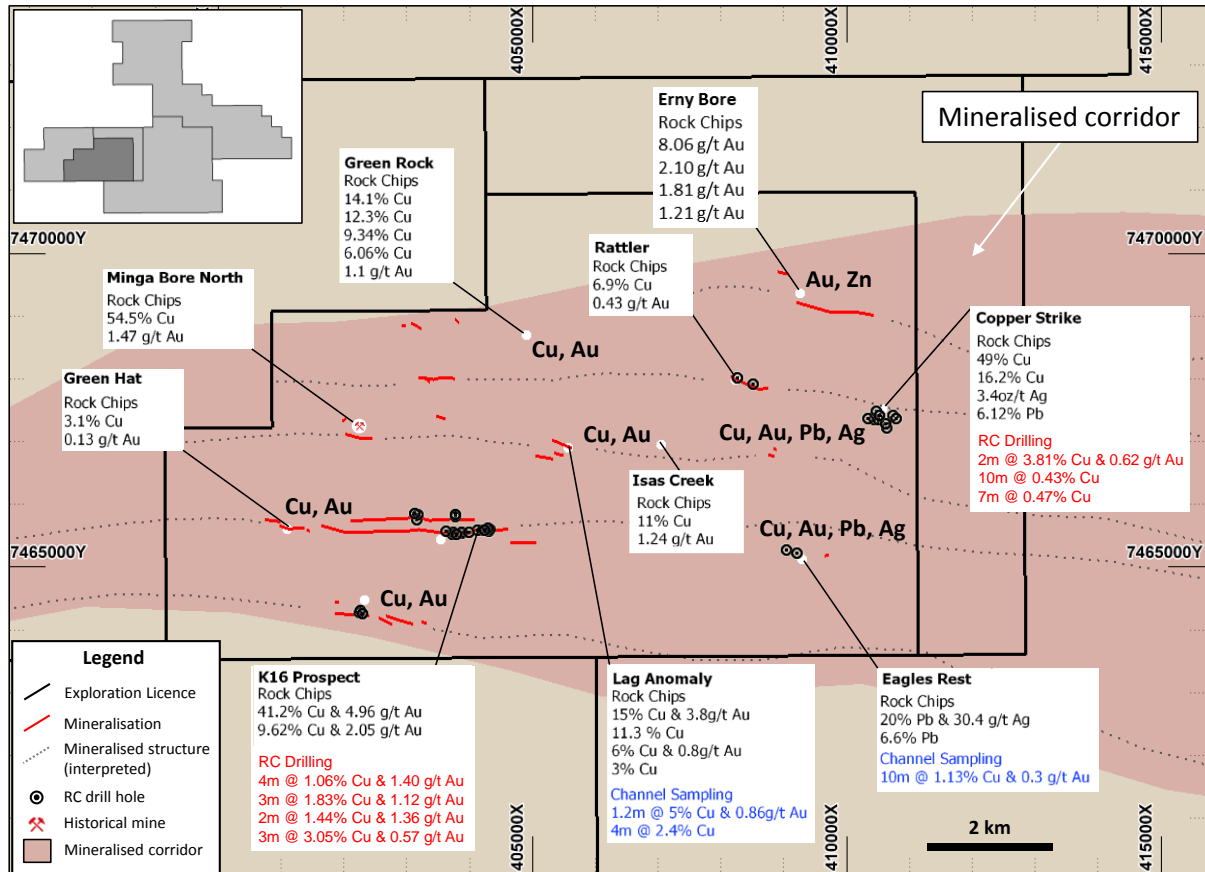 405000X
410000X
415000X
Erny Bore
Rock Chips
8.06 g/t Au
2.10 g/t Au
1.81 g/t Au
1.21 g/t Au
Mineralised corridor
Green Rock
Rock Chips
14.1% Cu
12.3% Cu
9.34% Cu
6.06% Cu
1.1 g/t Au
7470000Y
7470000Y
Rattler
Rock Chips
6.9% Cu
0.43 g/t Au
Minga Bore North
Rock Chips
54.5% Cu
1.47 g/t Au
Au, Zn
Copper Strike
Rock Chips
49% Cu
16.2% Cu
3.4oz/t Ag
6.12% Pb
RC Drilling
2m @ 3.81% Cu & 0.62 g/t Au
10m @ 0.43% Cu
7m @ 0.47% Cu
Cu, Au
Green Hat
Rock Chips
3.1% Cu
0.13 g/t Au
Cu, Au
Cu, Au, Pb, Ag
Isas Creek
Rock Chips
11% Cu
1.24 g/t Au
Cu, Au
Cu, Au, Pb, Ag
7465000Y
7465000Y
Cu, Au
Legend
Exploration Licence
Mineralisation
Mineralised structure
(interpreted)
RC drill hole
Historical mine
Mineralised corridor
K16 Prospect
Rock Chips
41.2% Cu & 4.96 g/t Au
9.62% Cu & 2.05 g/t Au
RC Drilling
4m @ 1.06% Cu & 1.40 g/t Au
3m @ 1.83% Cu & 1.12 g/t Au
2m @ 1.44% Cu & 1.36 g/t Au
3m @ 3.05% Cu & 0.57 g/t Au
Lag Anomaly
Rock Chips
15% Cu & 3.8g/t Au
11.3 % Cu
6% Cu & 0.8g/t Au
3% Cu
Channel Sampling
1.2m @ 5% Cu & 0.86g/t Au
4m @ 2.4% Cu
Eagles Rest
Rock Chips
20% Pb & 30.4 g/t Ag
6.6% Pb
Channel Sampling
10m @ 1.13% Cu & 0.3 g/t Au
2 km
405000X
410000X
415000X